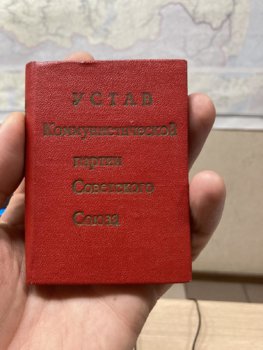 УСТАВ
Коммунистической
партии
Советского
Союза